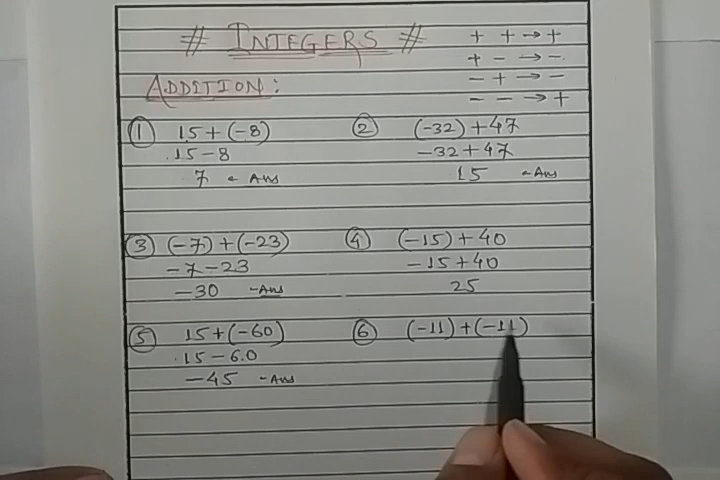 # INTEGERS #
+ + → +
+ - → -
- + → -
- - → +
ADDITION :
① 15 + (-8)
15 - 8
7 ← Ans
② (-32) + 47
-32 + 47
15 ← Ans
③ (-7) + (-23)
-7 - 23
-30 - Ans
④ (-15) + 40
-15 + 40
25
⑤ 15 + (-60)
15 - 60
-45 - Ans
⑥ (-11) + (-11)